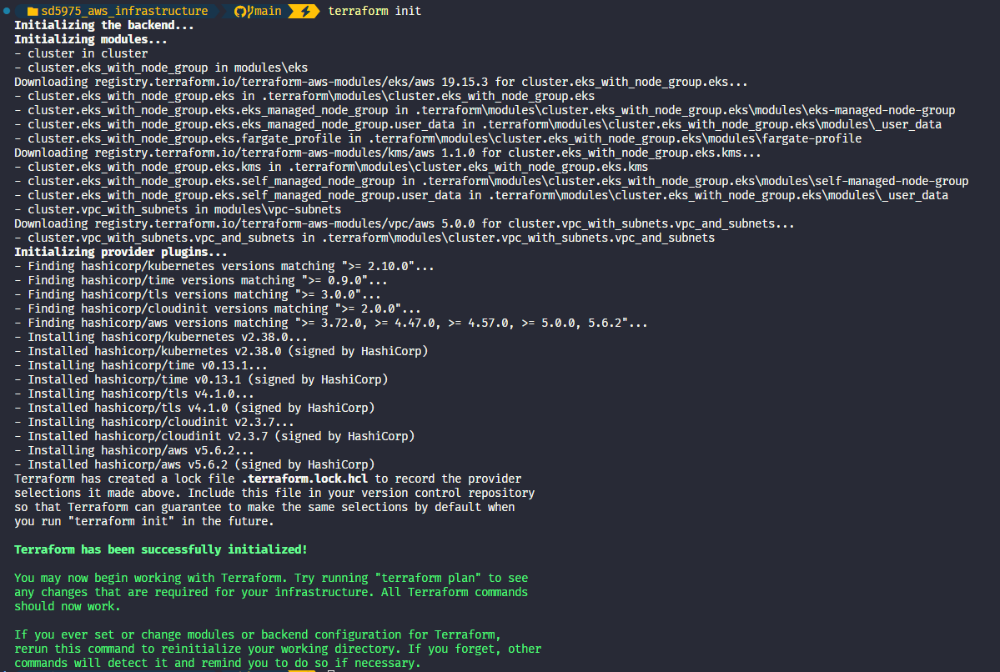 sd5975_aws_infrastructure main terraform init
Initializing the backend...
Initializing modules...
- cluster in cluster
- cluster.eks_with_node_group in modules\eks
Downloading registry.terraform.io/terraform-aws-modules/eks/aws 19.15.3 for cluster.eks_with_node_group.eks...
- cluster.eks_with_node_group.eks in .terraform\modules\cluster.eks_with_node_group.eks
- cluster.eks_with_node_group.eks.eks_managed_node_group in .terraform\modules\cluster.eks_with_node_group.eks\modules\eks-managed-node-group
- cluster.eks_with_node_group.eks.eks_managed_node_group.user_data in .terraform\modules\cluster.eks_with_node_group.eks\modules\_user_data
- cluster.eks_with_node_group.eks.fargate_profile in .terraform\modules\cluster.eks_with_node_group.eks\modules\fargate-profile
Downloading registry.terraform.io/terraform-aws-modules/kms/aws 1.1.0 for cluster.eks_with_node_group.eks.kms...
- cluster.eks_with_node_group.eks.kms in .terraform\modules\cluster.eks_with_node_group.eks.kms
- cluster.eks_with_node_group.eks.self_managed_node_group in .terraform\modules\cluster.eks_with_node_group.eks\modules\self-managed-node-group
- cluster.eks_with_node_group.eks.self_managed_node_group.user_data in .terraform\modules\cluster.eks_with_node_group.eks\modules\_user_data
- cluster.vpc_with_subnets in modules\vpc-subnets
Downloading registry.terraform.io/terraform-aws-modules/vpc/aws 5.0.0 for cluster.vpc_with_subnets.vpc_and_subnets...
- cluster.vpc_with_subnets.vpc_and_subnets in .terraform\modules\cluster.vpc_with_subnets.vpc_and_subnets
Initializing provider plugins...
- Finding hashicorp/kubernetes versions matching ">= 2.10.0"...
- Finding hashicorp/time versions matching ">= 0.9.0"...
- Finding hashicorp/tls versions matching ">= 3.0.0"...
- Finding hashicorp/cloudinit versions matching ">= 2.0.0"...
- Finding hashicorp/aws versions matching ">= 3.72.0, >= 4.47.0, >= 4.57.0, >= 5.0.0, 5.6.2"...
- Installing hashicorp/kubernetes v2.38.0...
- Installed hashicorp/kubernetes v2.38.0 (signed by HashiCorp)
- Installing hashicorp/time v0.13.1...
- Installed hashicorp/time v0.13.1 (signed by HashiCorp)
- Installing hashicorp/tls v4.1.0...
- Installed hashicorp/tls v4.1.0 (signed by HashiCorp)
- Installing hashicorp/cloudinit v2.3.7...
- Installed hashicorp/cloudinit v2.3.7 (signed by HashiCorp)
- Installing hashicorp/aws v5.6.2...
- Installed hashicorp/aws v5.6.2 (signed by HashiCorp)
Terraform has created a lock file .terraform.lock.hcl to record the provider
selections it made above. Include this file in your version control repository
so that Terraform can guarantee to make the same selections by default when
you run "terraform init" in the future.
Terraform has been successfully initialized!
You may now begin working with Terraform. Try running "terraform plan" to see
any changes that are required for your infrastructure. All Terraform commands
should now work.
If you ever set or change modules or backend configuration for Terraform,
rerun this command to reinitialize your working directory. If you forget, other
commands will detect it and remind you to do so if necessary.